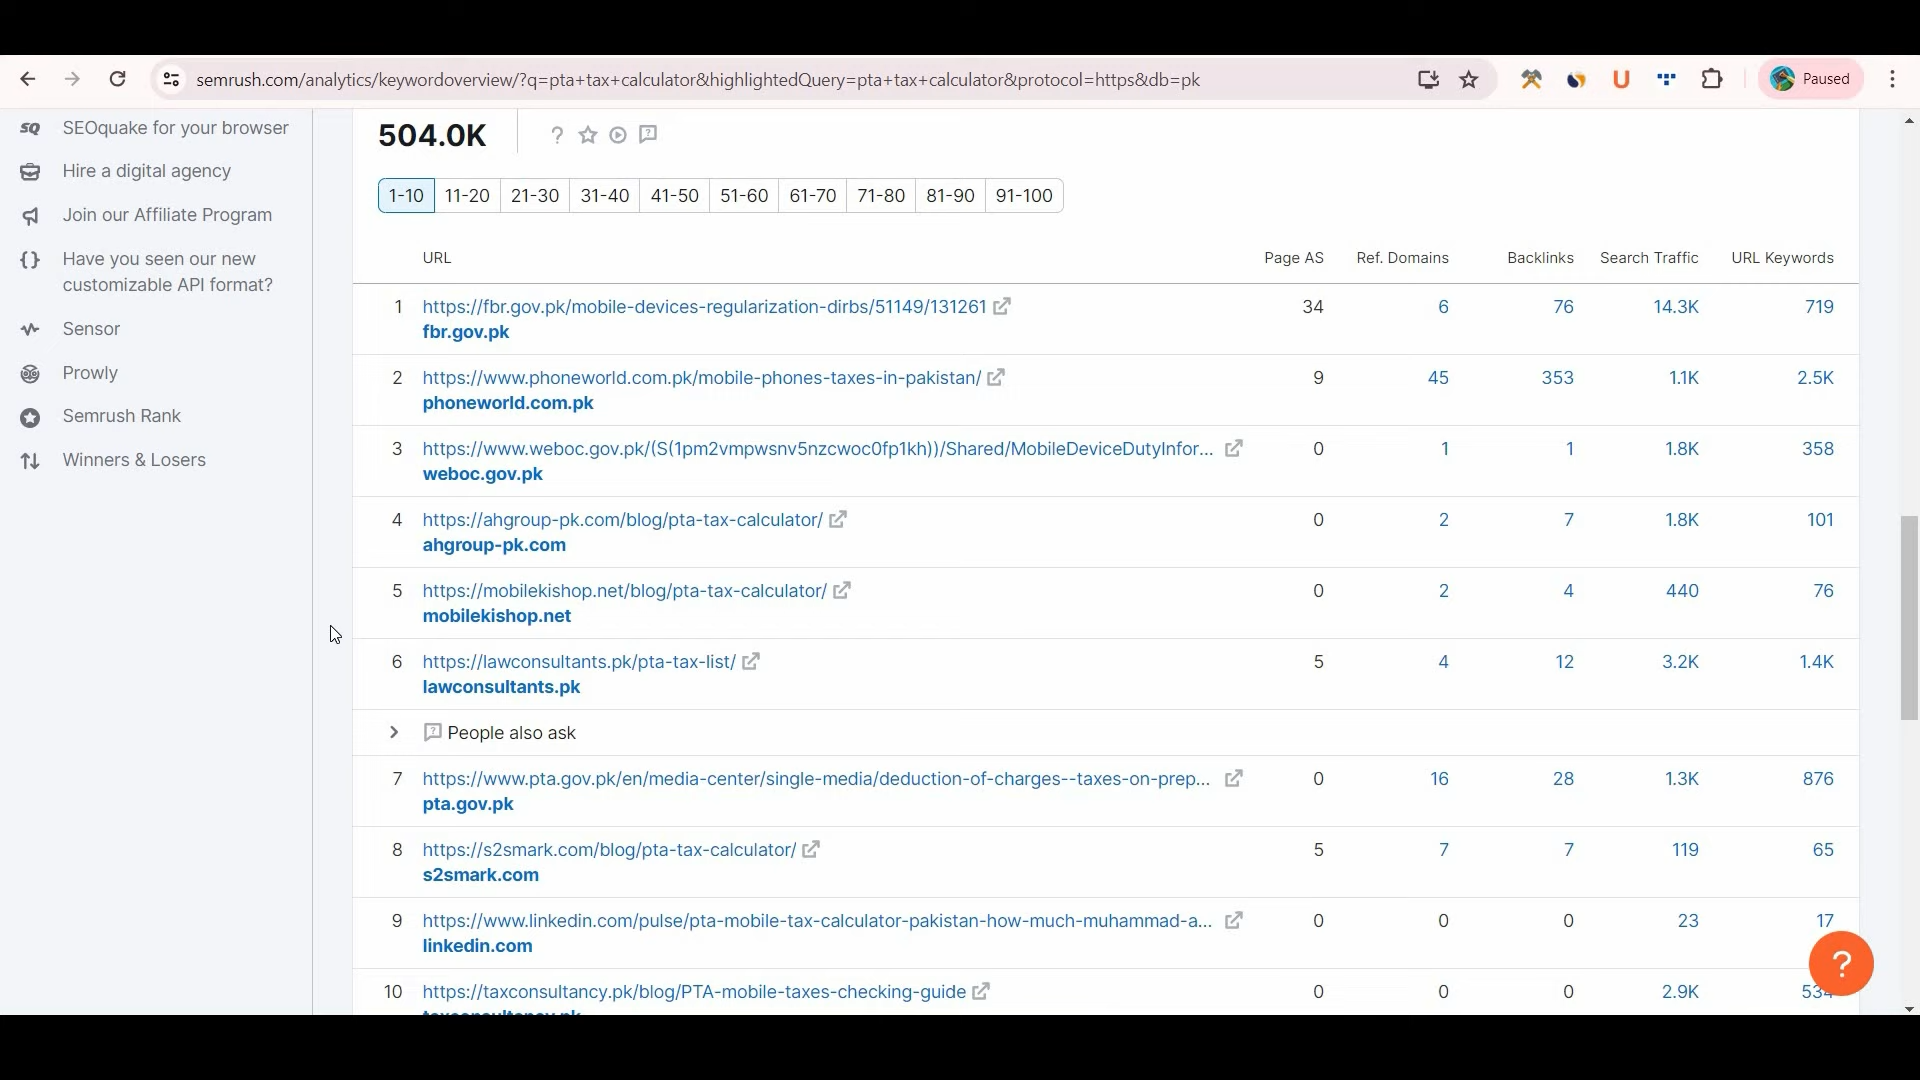 semrush.com/analytics/keywordoverview/?q=pta+tax+calculator&highlightedQuery=pta+tax+calculator&protocol=https&db=pk
Paused
SEOquake for your browser
Hire a digital agency
Join our Affiliate Program
Have you seen our new
customizable API format?
Sensor
Prowly
Semrush Rank
Winners & Losers
504.0K
1-10 11-20 21-30 31-40 41-50 51-60 61-70 71-80 81-90 91-100
URL Page AS Ref. Domains Backlinks Search Traffic URL Keywords
1 https://fbr.gov.pk/mobile-devices-regularization-dirbs/51149/131261 34 6 76 14.3K 719
fbr.gov.pk
2 https://www.phoneworld.com.pk/mobile-phones-taxes-in-pakistan/ 9 45 353 1.1K 2.5K
phoneworld.com.pk
3 https://www.weboc.gov.pk/(S(1pm2vmpwsnv5nzcwoc0fp1kh))/Shared/MobileDeviceDutyInfor... 0 1 1 1.8K 358
weboc.gov.pk
4 https://ahgroup-pk.com/blog/pta-tax-calculator/ 0 2 7 1.8K 101
ahgroup-pk.com
5 https://mobilekishop.net/blog/pta-tax-calculator/ 0 2 4 440 76
mobilekishop.net
6 https://lawconsultants.pk/pta-tax-list/ 5 4 12 3.2K 1.4K
lawconsultants.pk
People also ask
7 https://www.pta.gov.pk/en/media-center/single-media/deduction-of-charges--taxes-on-prep... 0 16 28 1.3K 876
pta.gov.pk
8 https://s2smark.com/blog/pta-tax-calculator/ 5 7 7 119 65
s2smark.com
9 https://www.linkedin.com/pulse/pta-mobile-tax-calculator-pakistan-how-much-muhammad-a... 0 0 0 23 17
linkedin.com
10 https://taxconsultancy.pk/blog/PTA-mobile-taxes-checking-guide 0 0 0 2.9K 534
taxconsultancy.pk